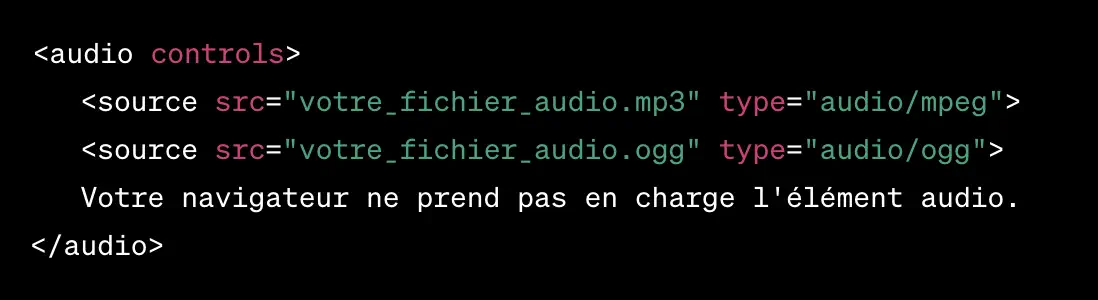 <audio controls>
<source src="votre_fichier_audio.mp3" type="audio/mpeg">
<source src="votre_fichier_audio.ogg" type="audio/ogg">
Votre navigateur ne prend pas en charge l'élément audio.
</audio>